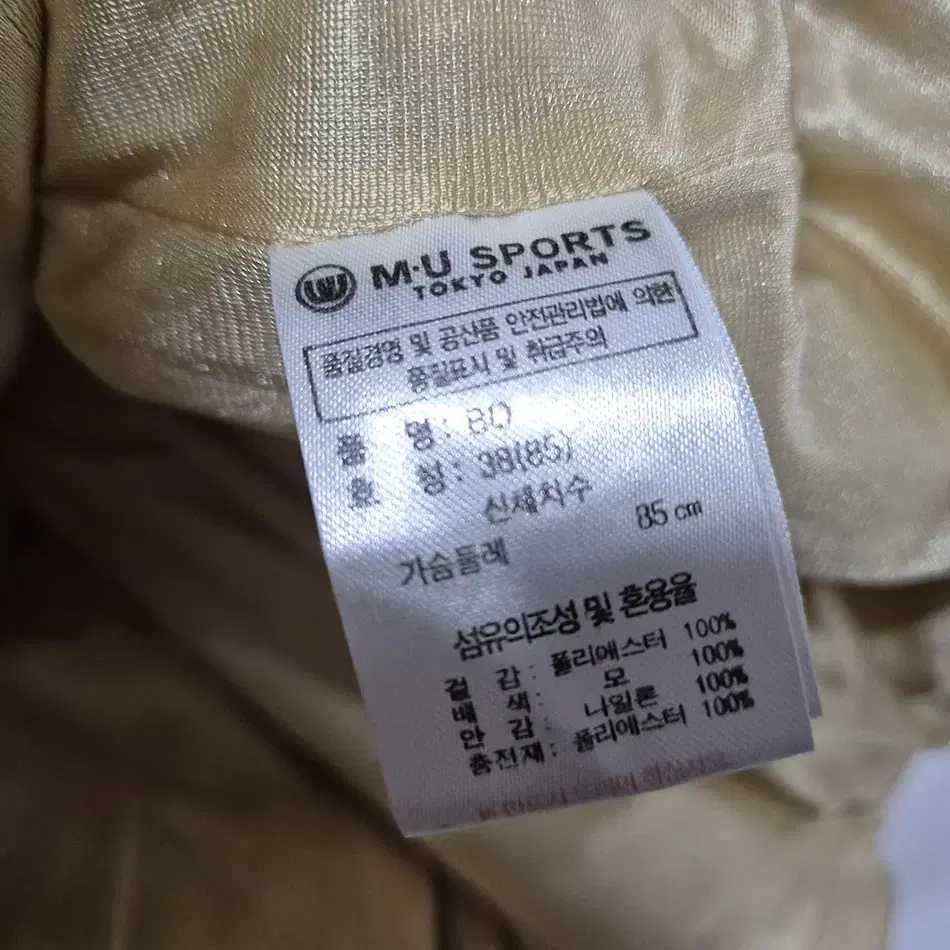 M·U SPORTS
TOKYO JAPAN
품질경영 및 공산품 안전관리법에 의한
품질표시 및 취급주의
품 명: BO
호 칭: 38(85)
신체치수
가슴둘레 85 cm
섬유의조성 및 혼용율
겉 감: 폴리에스터 100%
배 색: 모 100%
안 감: 나일론 100%
충전재: 폴리에스터 100%